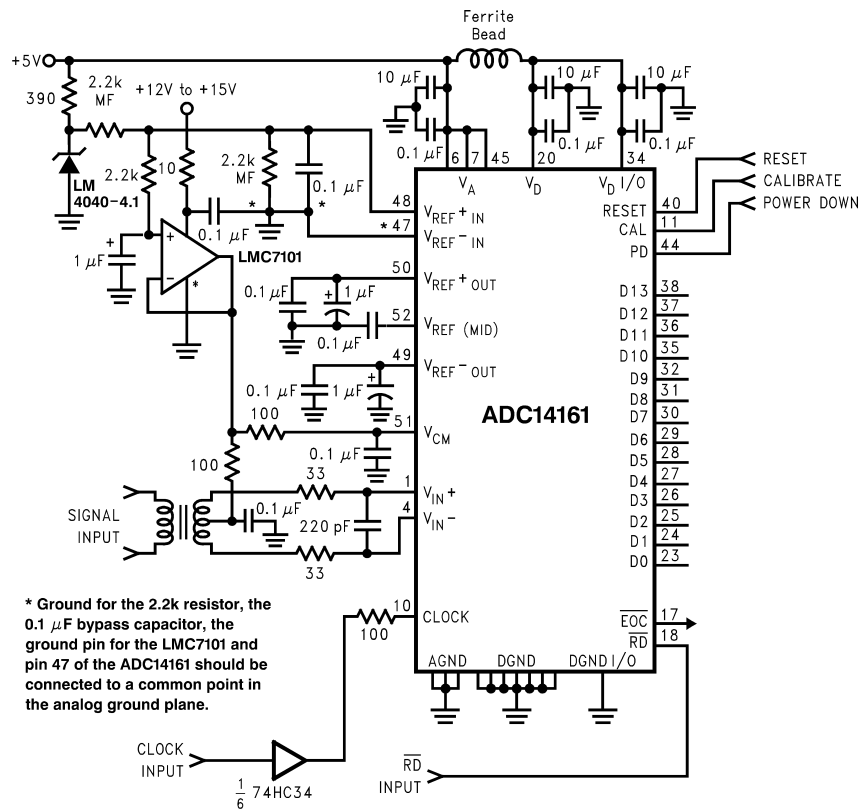 Ferrite
Bead
+5V
390
2.2k
MF
+12V to +15V
10 μF
10 μF
10 μF
0.1 μF
0.1 μF
0.1 μF
6 7 45 20 34
V_A V_D V_D I/O
LM
4040-4.1
2.2k
10
2.2k
MF
0.1 μF
* *
0.1 μF
1 μF
+
+
−
*
LMC7101
48 V_REF+ IN
* 47 V_REF− IN
50 V_REF+ OUT
0.1 μF
+ 1 μF
52 V_REF (MID)
0.1 μF
49 V_REF− OUT
0.1 μF
1 μF +
100
51 V_CM
0.1 μF
100
33
1 V_IN+
4 V_IN−
0.1 μF
220 pF
33
SIGNAL
INPUT
ADC14161
RESET 40 RESET
CAL 11 CALIBRATE
PD 44 POWER DOWN
D13 38
D12 37
D11 36
D10 35
D9 32
D8 31
D7 30
D6 29
D5 28
D4 27
D3 26
D2 25
D1 24
D0 23
EOC 17
RD 18
10 CLOCK
100
AGND DGND DGND I/O
* Ground for the 2.2k resistor, the
0.1 μF bypass capacitor, the
ground pin for the LMC7101 and
pin 47 of the ADC14161 should be
connected to a common point in
the analog ground plane.
CLOCK
INPUT
1/6 74HC34
RD
INPUT